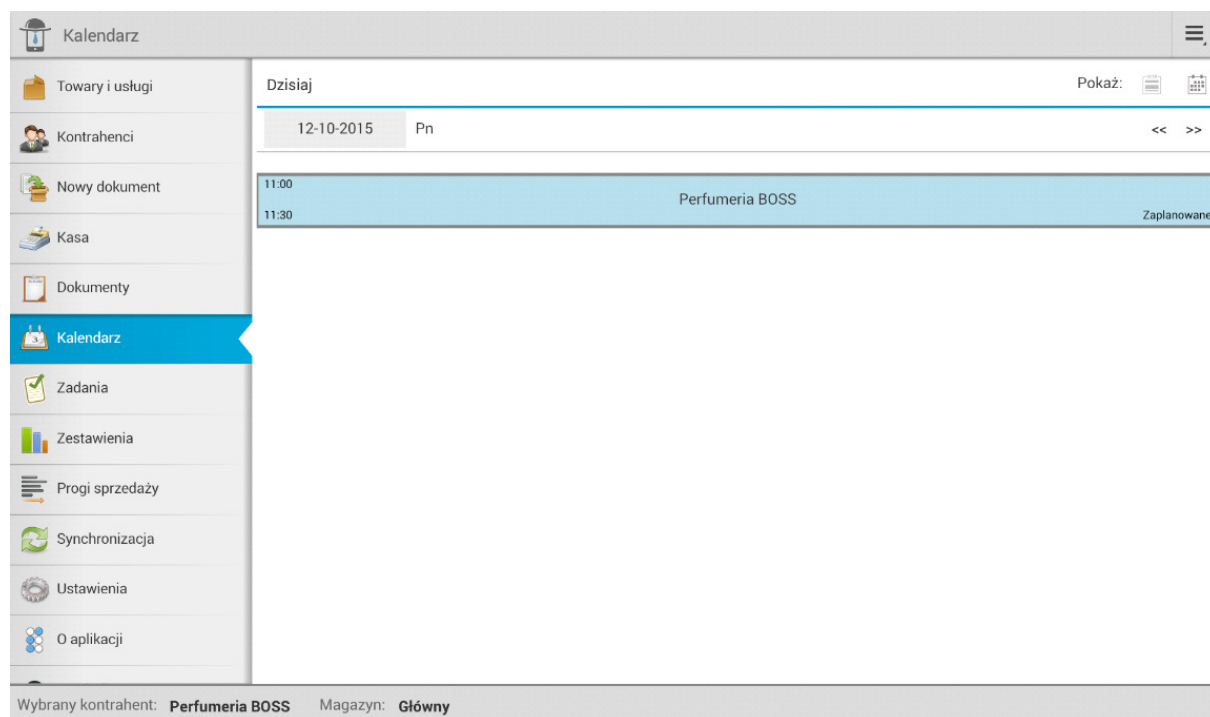 Kalendarz
Towary i usługi
Kontrahenci
Nowy dokument
Kasa
Dokumenty
Kalendarz
Zadania
Zestawienia
Progi sprzedaży
Synchronizacja
Ustawienia
O aplikacji
Dzisiaj Pokaż:
12-10-2015 Pn << >>
11:00
Perfumeria BOSS
11:30 Zaplanowane
Wybrany kontrahent: Perfumeria BOSS Magazyn: Główny